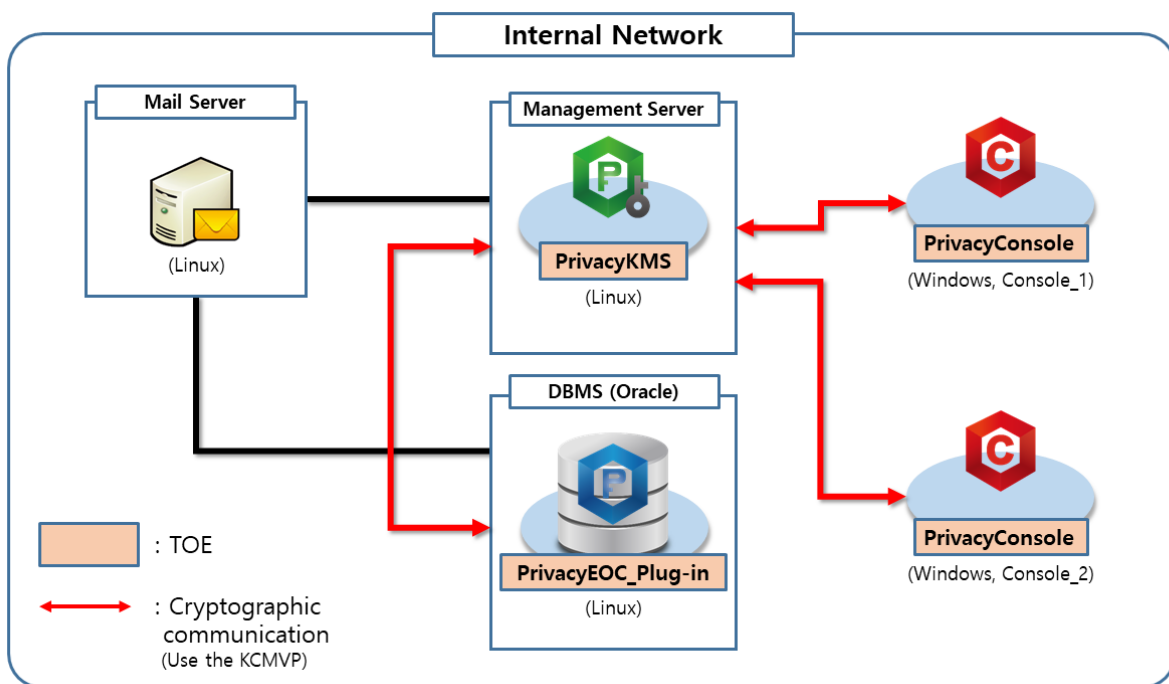 Internal Network
Mail Server
(Linux)
Management Server
P
PrivacyKMS
(Linux)
C
PrivacyConsole
(Windows, Console_1)
DBMS (Oracle)
P
PrivacyEOC_Plug-in
(Linux)
C
PrivacyConsole
(Windows, Console_2)
: TOE
: Cryptographic
communication
(Use the KCMVP)